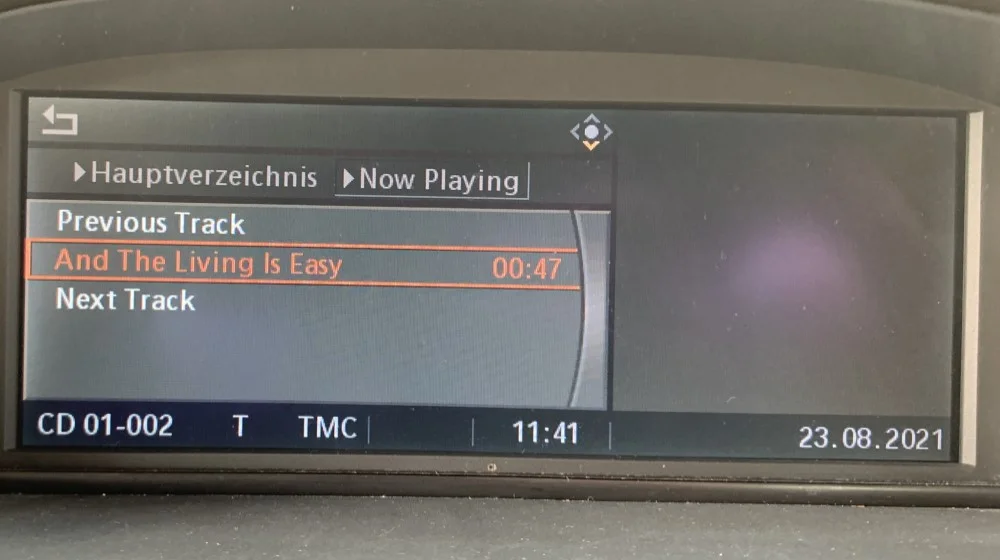 Hauptverzeichnis Now Playing
Previous Track
And The Living Is Easy 00:47
Next Track
CD 01-002 T TMC 11:41 23.08.2021